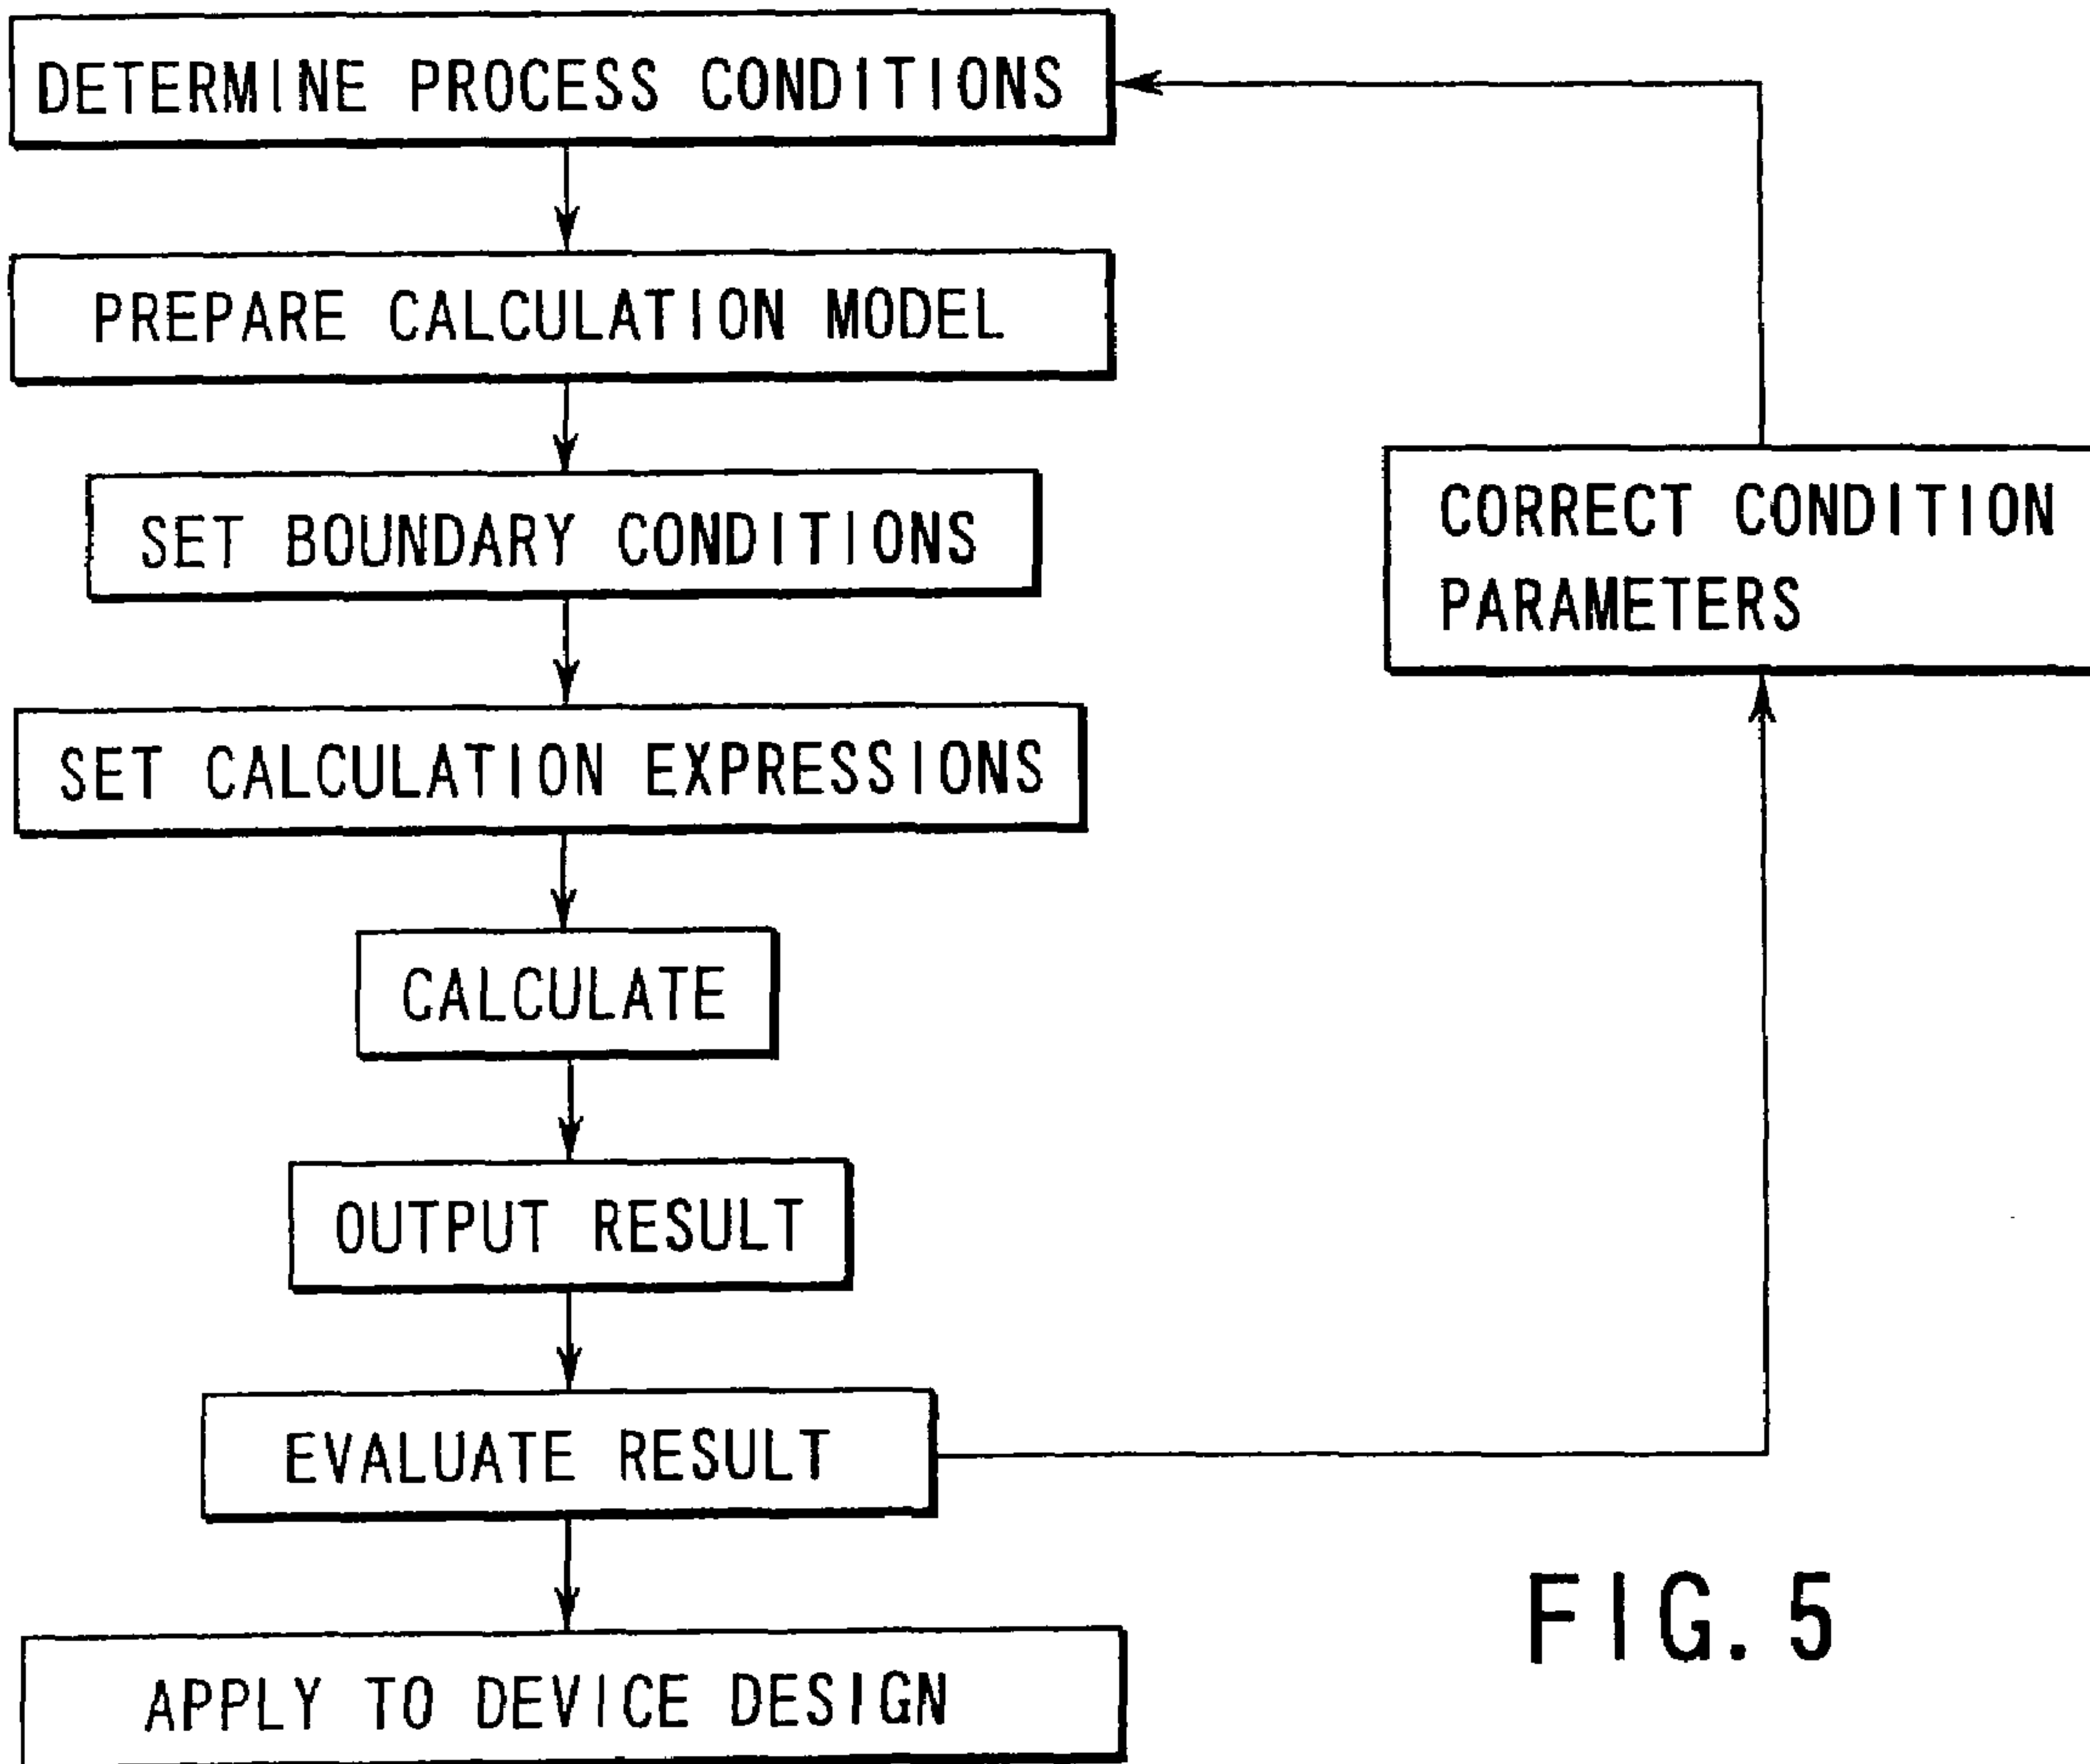 DETERMINE PROCESS CONDITIONS
PREPARE CALCULATION MODEL
SET BOUNDARY CONDITIONS
CORRECT CONDITION
PARAMETERS
SET CALCULATION EXPRESSIONS
CALCULATE
OUTPUT RESULT
EVALUATE RESULT
APPLY TO DEVICE DESIGN
FIG. 5